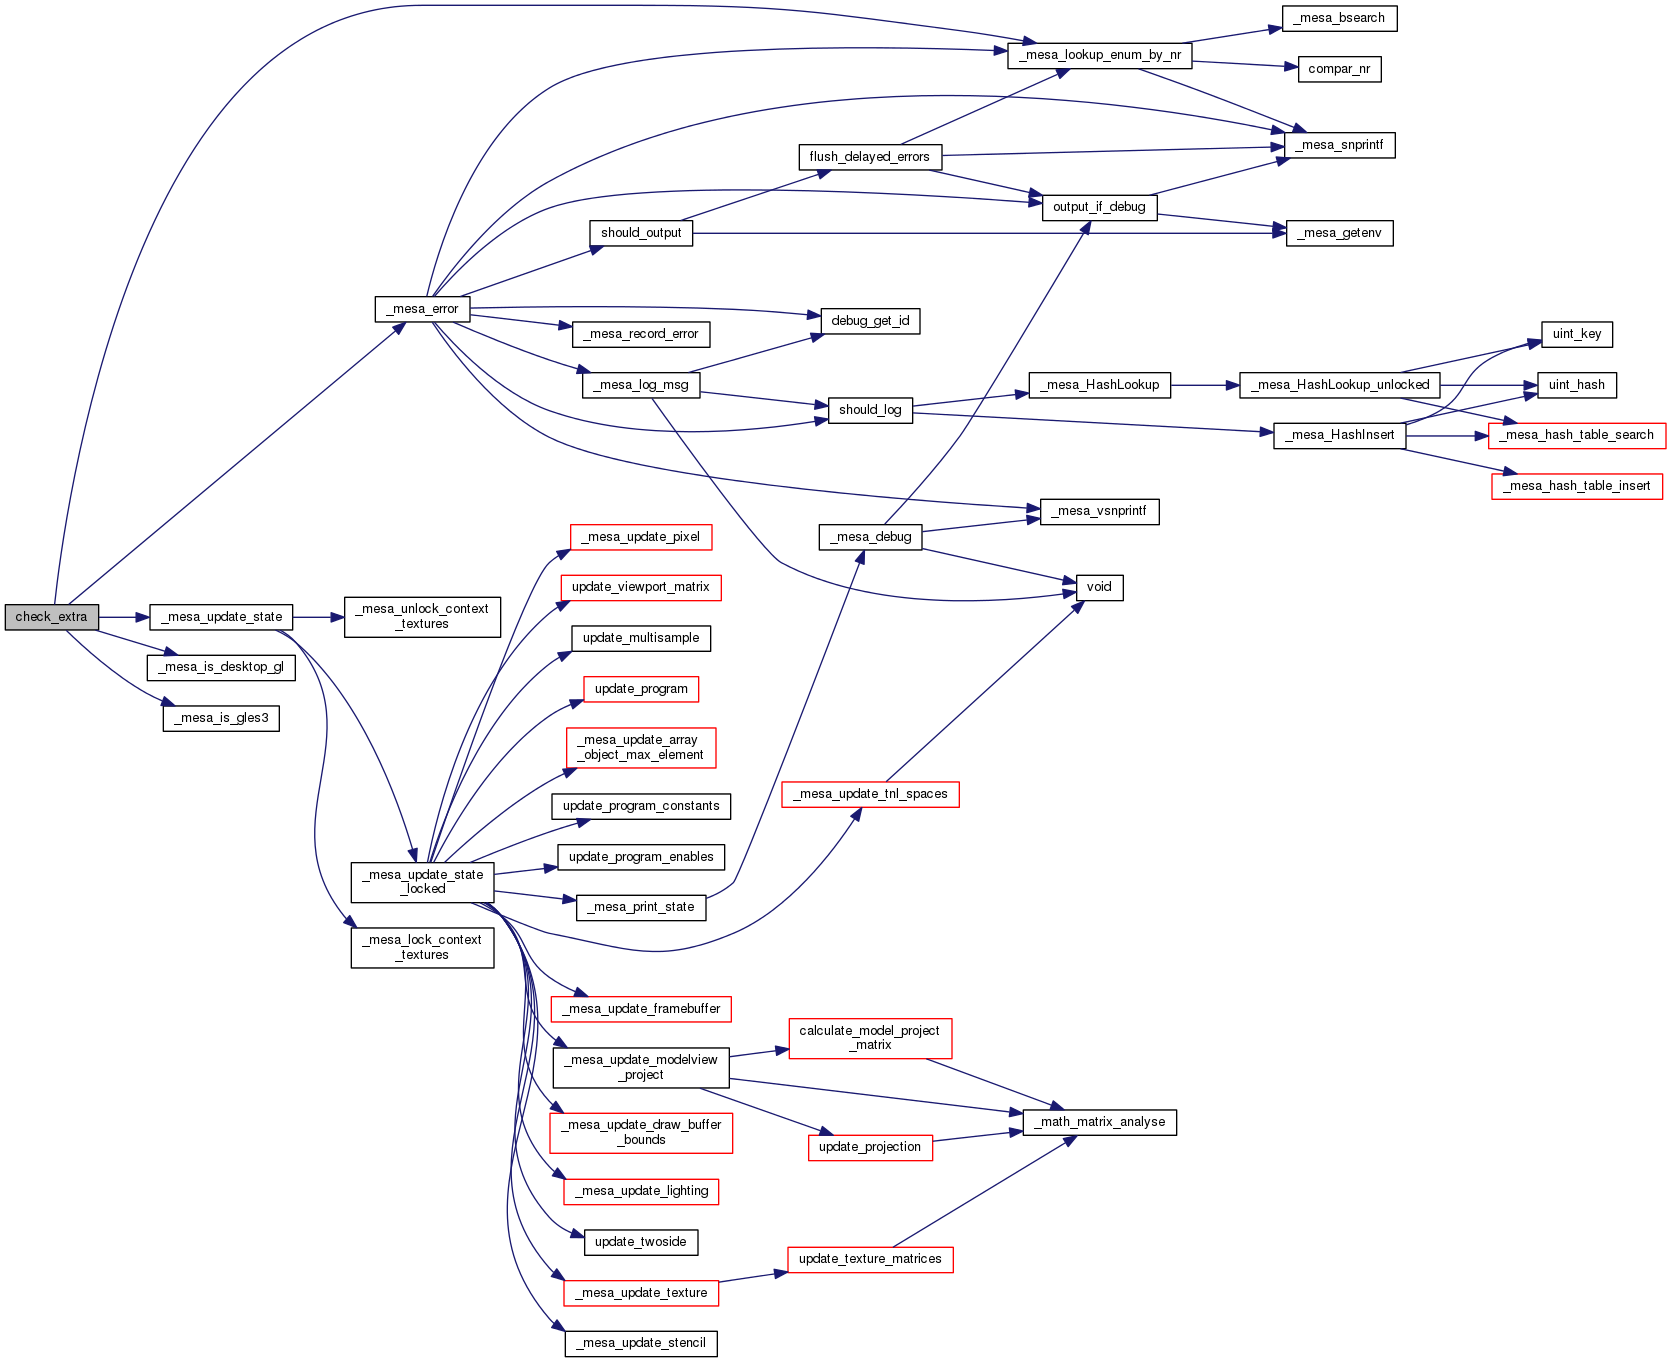 _mesa_bsearch
_mesa_lookup_enum_by_nr
compar_nr
_mesa_snprintf
flush_delayed_errors
output_if_debug
should_output
_mesa_getenv
_mesa_error
debug_get_id
_mesa_record_error
uint_key
_mesa_log_msg
_mesa_HashLookup
_mesa_HashLookup_unlocked
uint_hash
should_log
_mesa_HashInsert
_mesa_hash_table_search
_mesa_hash_table_insert
_mesa_vsnprintf
_mesa_update_pixel
_mesa_debug
update_viewport_matrix
void
check_extra
_mesa_update_state
_mesa_unlock_context
_textures
update_multisample
_mesa_is_desktop_gl
update_program
_mesa_is_gles3
_mesa_update_array
_object_max_element
_mesa_update_tnl_spaces
update_program_constants
update_program_enables
_mesa_update_state
_locked
_mesa_print_state
_mesa_lock_context
_textures
_mesa_update_framebuffer
calculate_model_project
_matrix
_mesa_update_modelview
_project
_math_matrix_analyse
_mesa_update_draw_buffer
_bounds
update_projection
_mesa_update_lighting
update_twoside
update_texture_matrices
_mesa_update_texture
_mesa_update_stencil